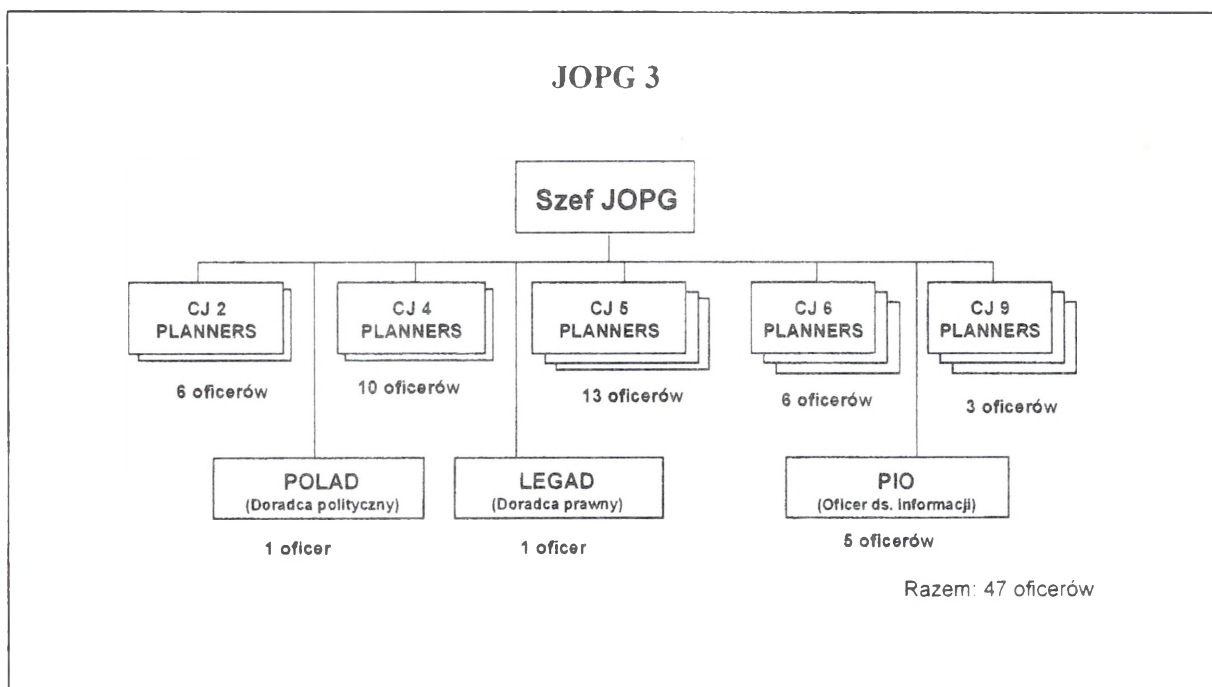 JOPG 3
Szef JOPG
CJ 2
PLANNERS
6 oficerów
CJ 4
PLANNERS
10 oficerów
CJ 5
PLANNERS
13 oficerów
CJ 6
PLANNERS
6 oficerów
CJ 9
PLANNERS
3 oficerów
POLAD
(Doradca polityczny)
1 oficer
LEGAD
(Doradca prawny)
1 oficer
PIO
(Oficer ds. informacji)
5 oficerów
Razem: 47 oficerów